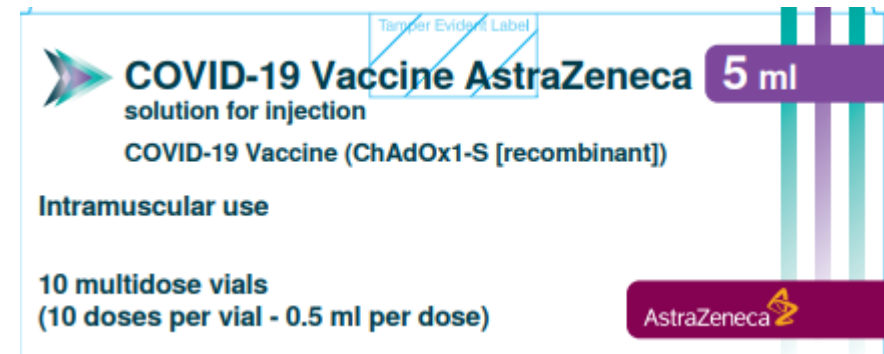 Tamper Evident Label
COVID-19 Vaccine AstraZeneca
5 ml
solution for injection
COVID-19 Vaccine (ChAdOx1-S [recombinant])
Intramuscular use
10 multidose vials
(10 doses per vial - 0.5 ml per dose)
AstraZeneca